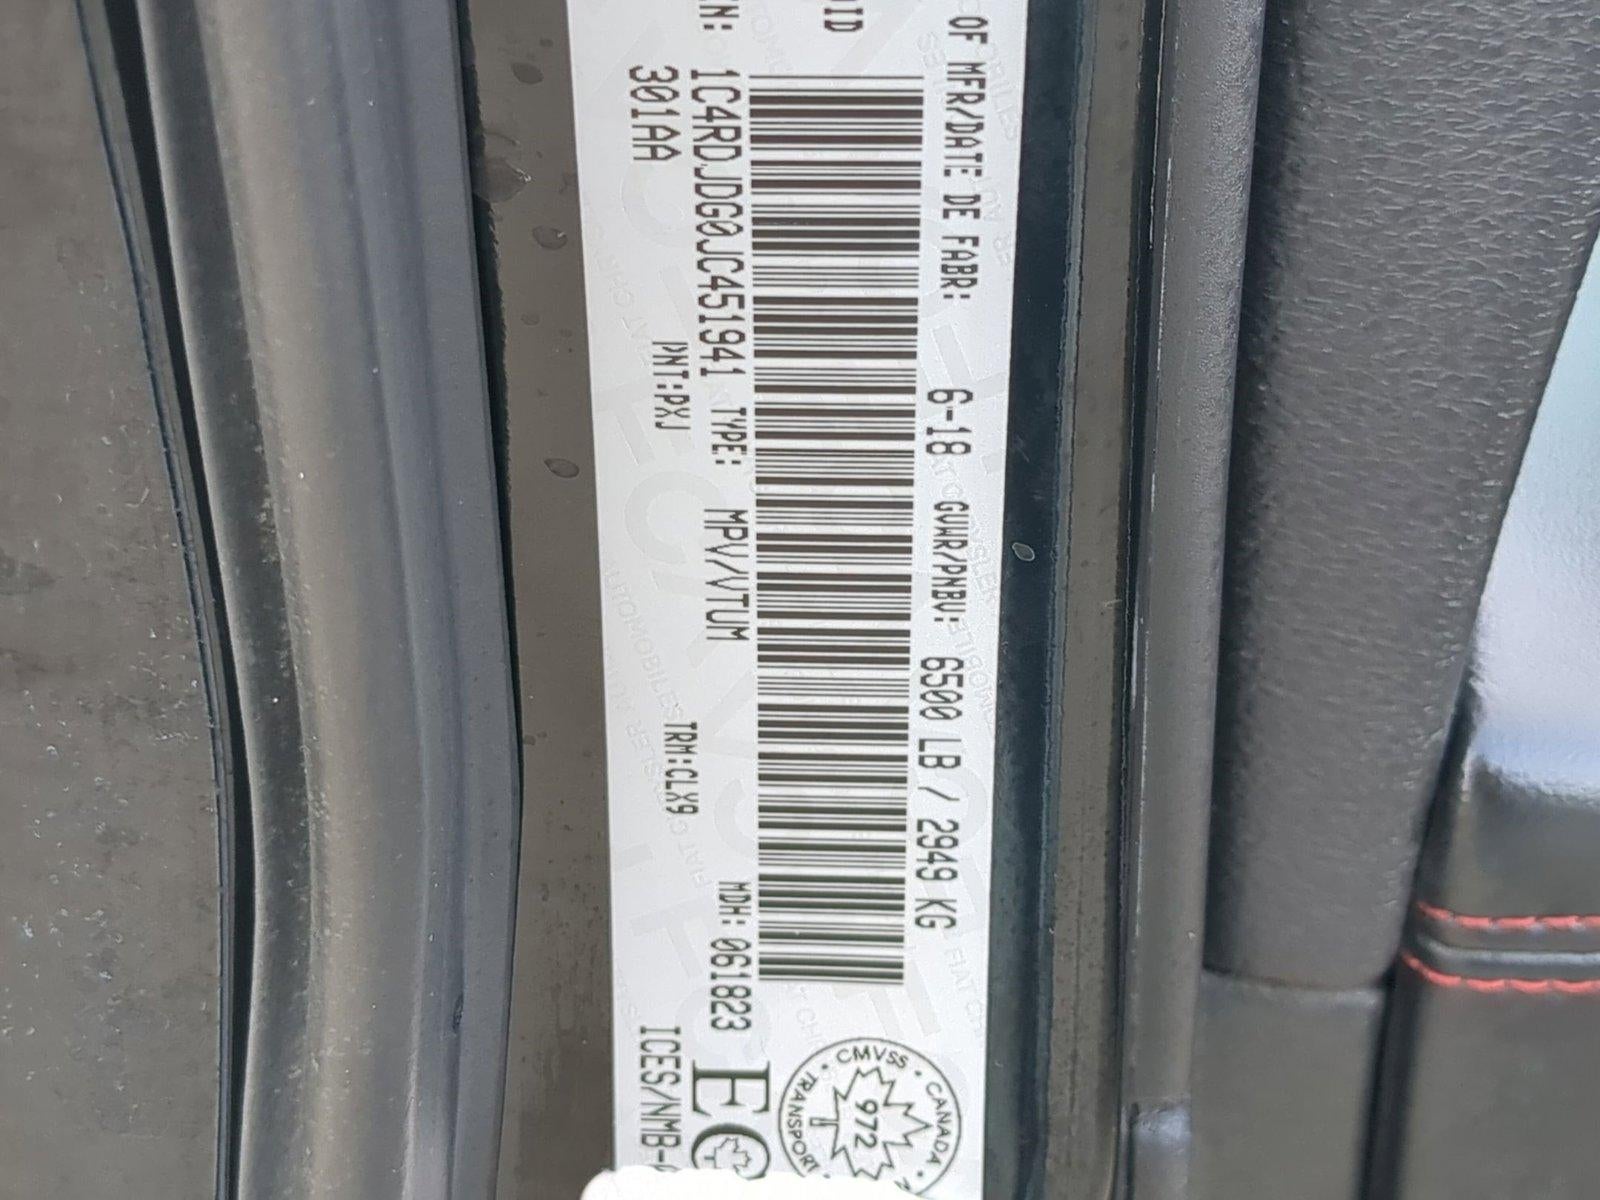 OF MFR/DATE DE FABR: 6-18 GVWR/PNBV: 6500 LB / 2949 KG
1C4RDJDG0JC451941 TYPE: MPV/VTUM MDH: 061823
301AA PNT:PXJ TRM:CLX9
ICES/NMB-
CMVSS • CANADA • TRANSPORT •
972